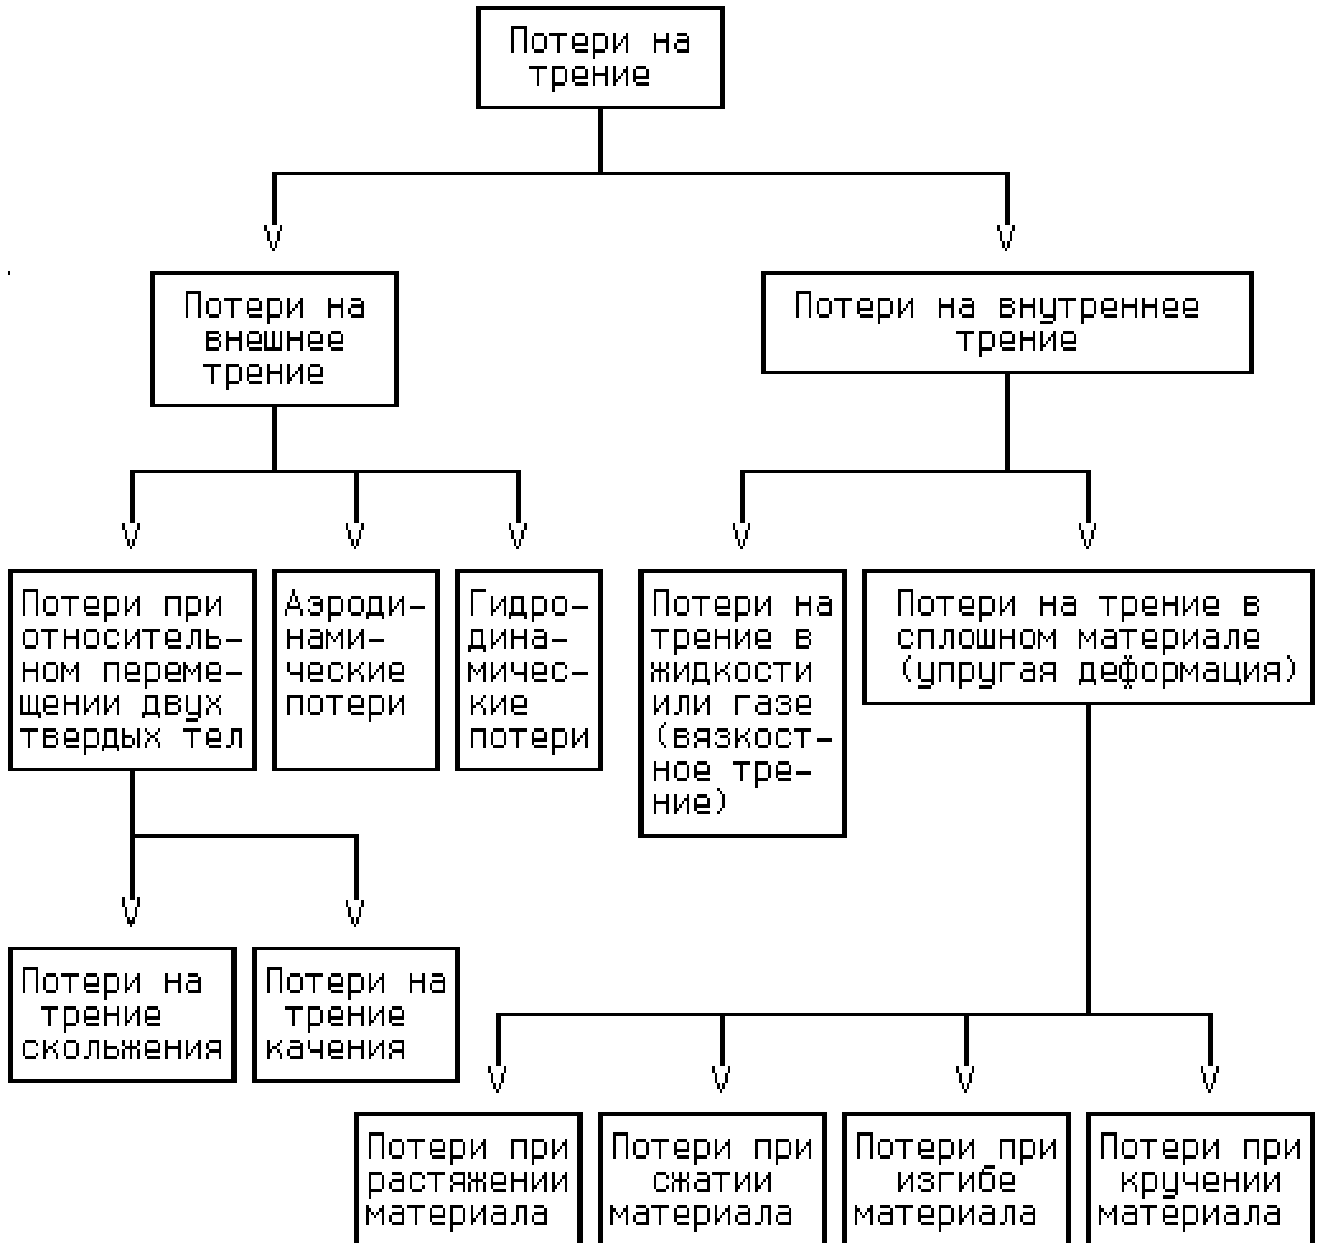 Потери на
трение
Потери на
внешнее
трение
Потери на внутреннее
трение
Потери при
относитель-
ном переме-
щении двух
твердых тел
Аэроди-
нами-
ческие
потери
Гидро-
дина-
мичес-
кие
потери
Потери на
трение в
жидкости
или газе
(вязкост-
ное тре-
ние)
Потери на трение в
сплошном материале
(упругая деформация)
Потери на
трение
скольжения
Потери на
трение
качения
Потери при
растяжении
материала
Потери при
сжатии
материала
Потери при
изгибе
материала
Потери при
кручении
материала